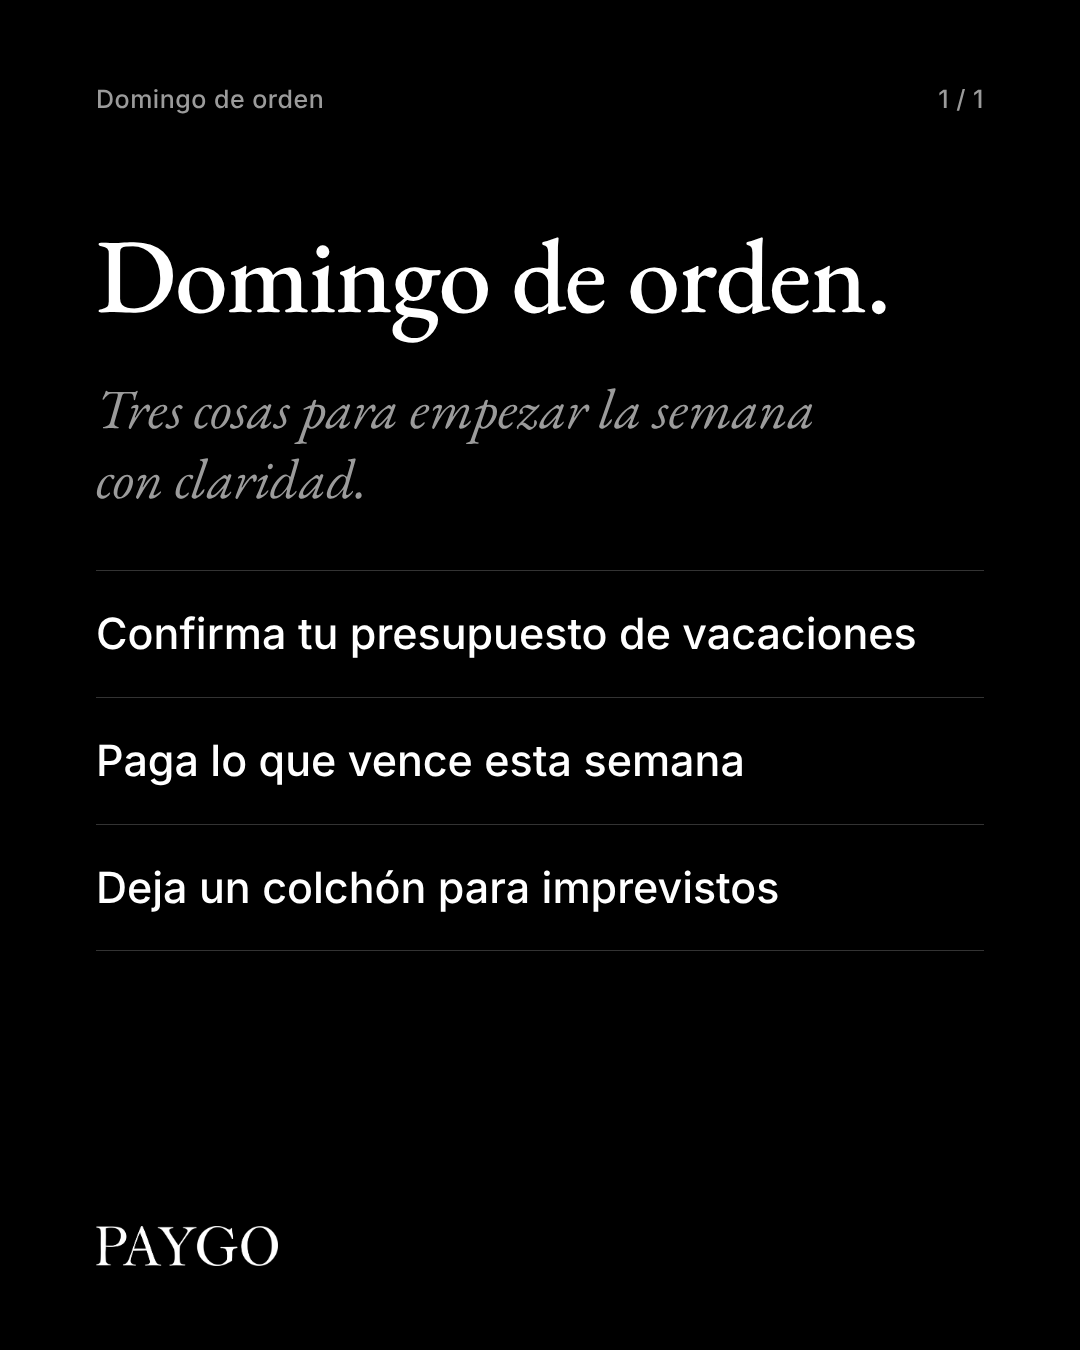 Domingo de orden
1 / 1
Domingo de orden.
Tres cosas para empezar la semana
con claridad.
Confirma tu presupuesto de vacaciones
Paga lo que vence esta semana
Deja un colchón para imprevistos
PAYGO